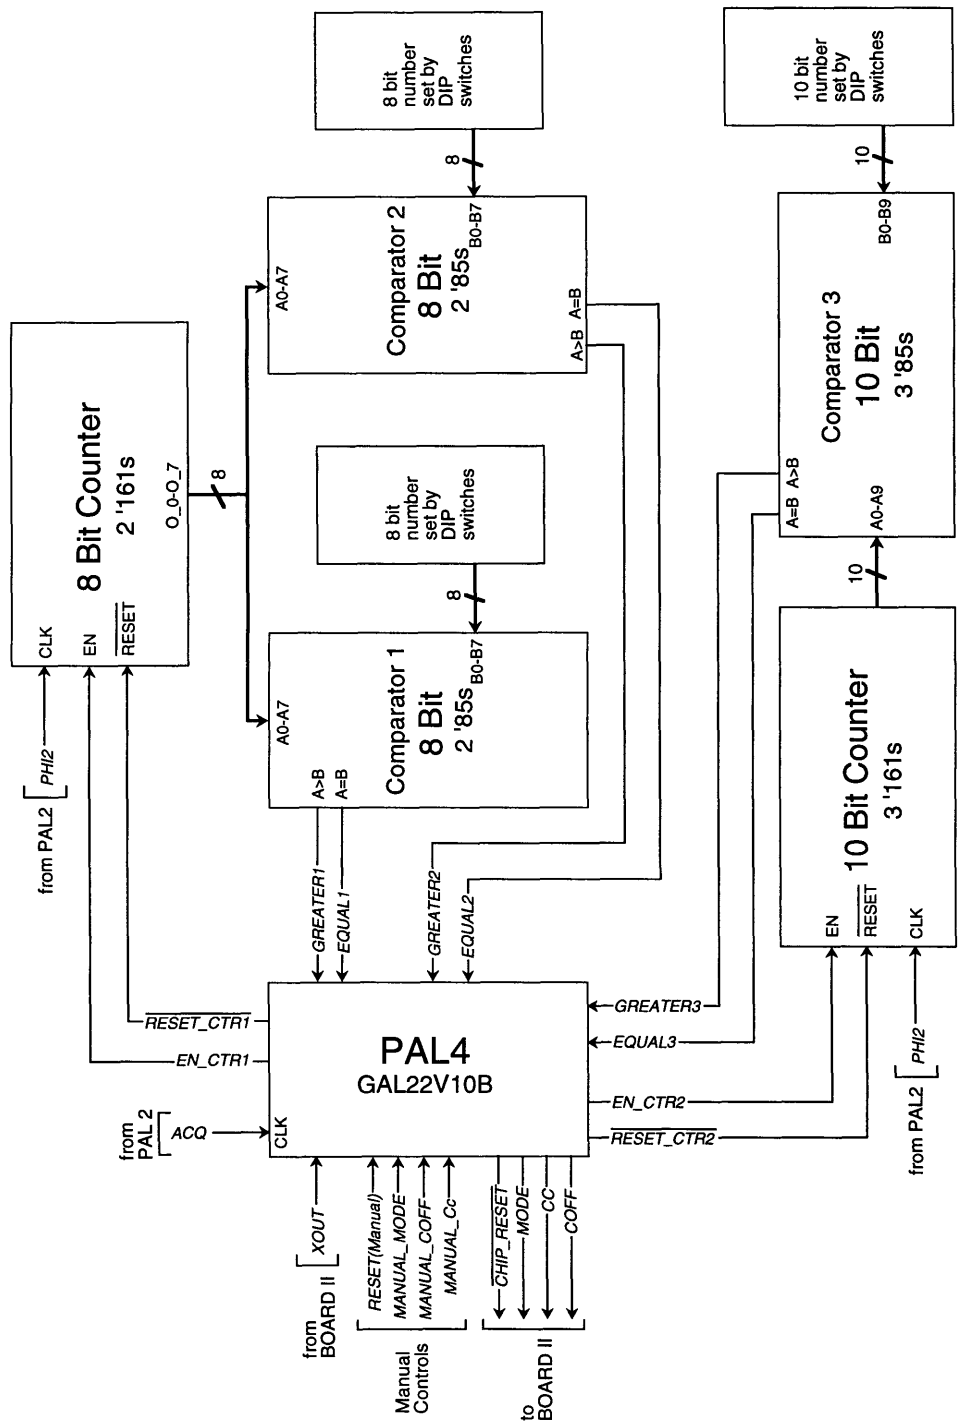 8 Bit Counter
2 '161s
CLK
EN
RESET
O_0-O_7
8
from PAL2
PHI2
8 bit
number
set by
DIP
switches
8
Comparator 2
8 Bit
2 '85s
A0-A7
B0-B7
A>B
A=B
8 bit
number
set by
DIP
switches
8
Comparator 1
8 Bit
2 '85s
A0-A7
B0-B7
A>B
A=B
GREATER1
EQUAL1
GREATER2
EQUAL2
10 bit
number
set by
DIP
switches
10
Comparator 3
10 Bit
3 '85s
B0-B9
A>B
A=B
A0-A9
10
10 Bit Counter
3 '161s
EN
RESET
CLK
PHI2
from PAL2
PAL4
GAL22V10B
CLK
RESET_CTR1
EN_CTR1
from
PAL 2
ACQ
GREATER3
EQUAL3
EN_CTR2
RESET_CTR2
from
BOARD II
XOUT
Manual
Controls
RESET(Manual)
MANUAL_MODE
MANUAL_COFF
MANUAL_Cc
to
BOARD II
CHIP_RESET
MODE
CC
COFF